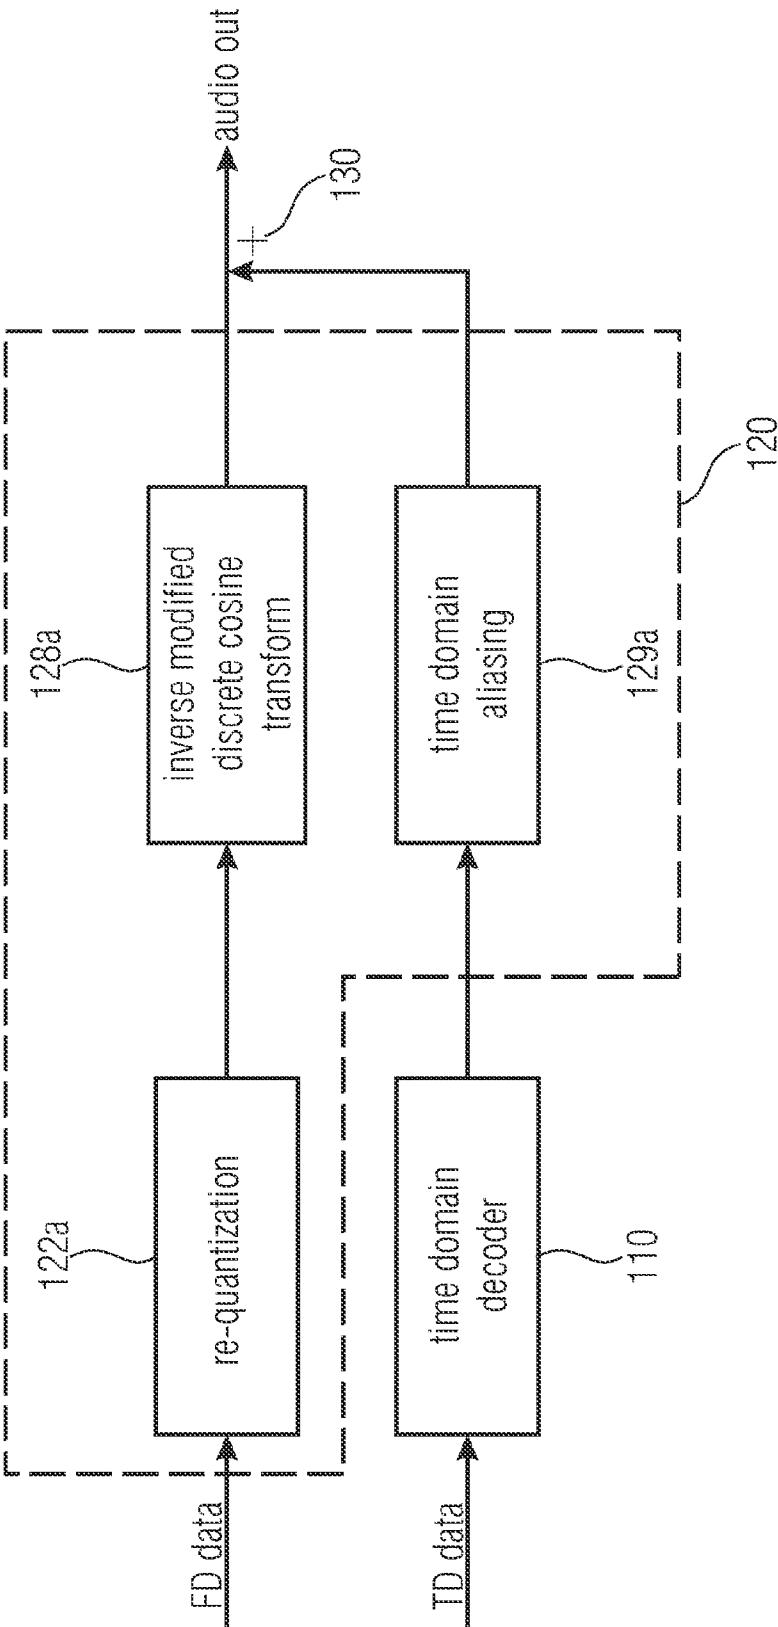 FD data
122a
re-quantization
128a
inverse modified
discrete cosine
transform
+
130
audio out
TD data
time domain
decoder
110
time domain
aliasing
129a
120